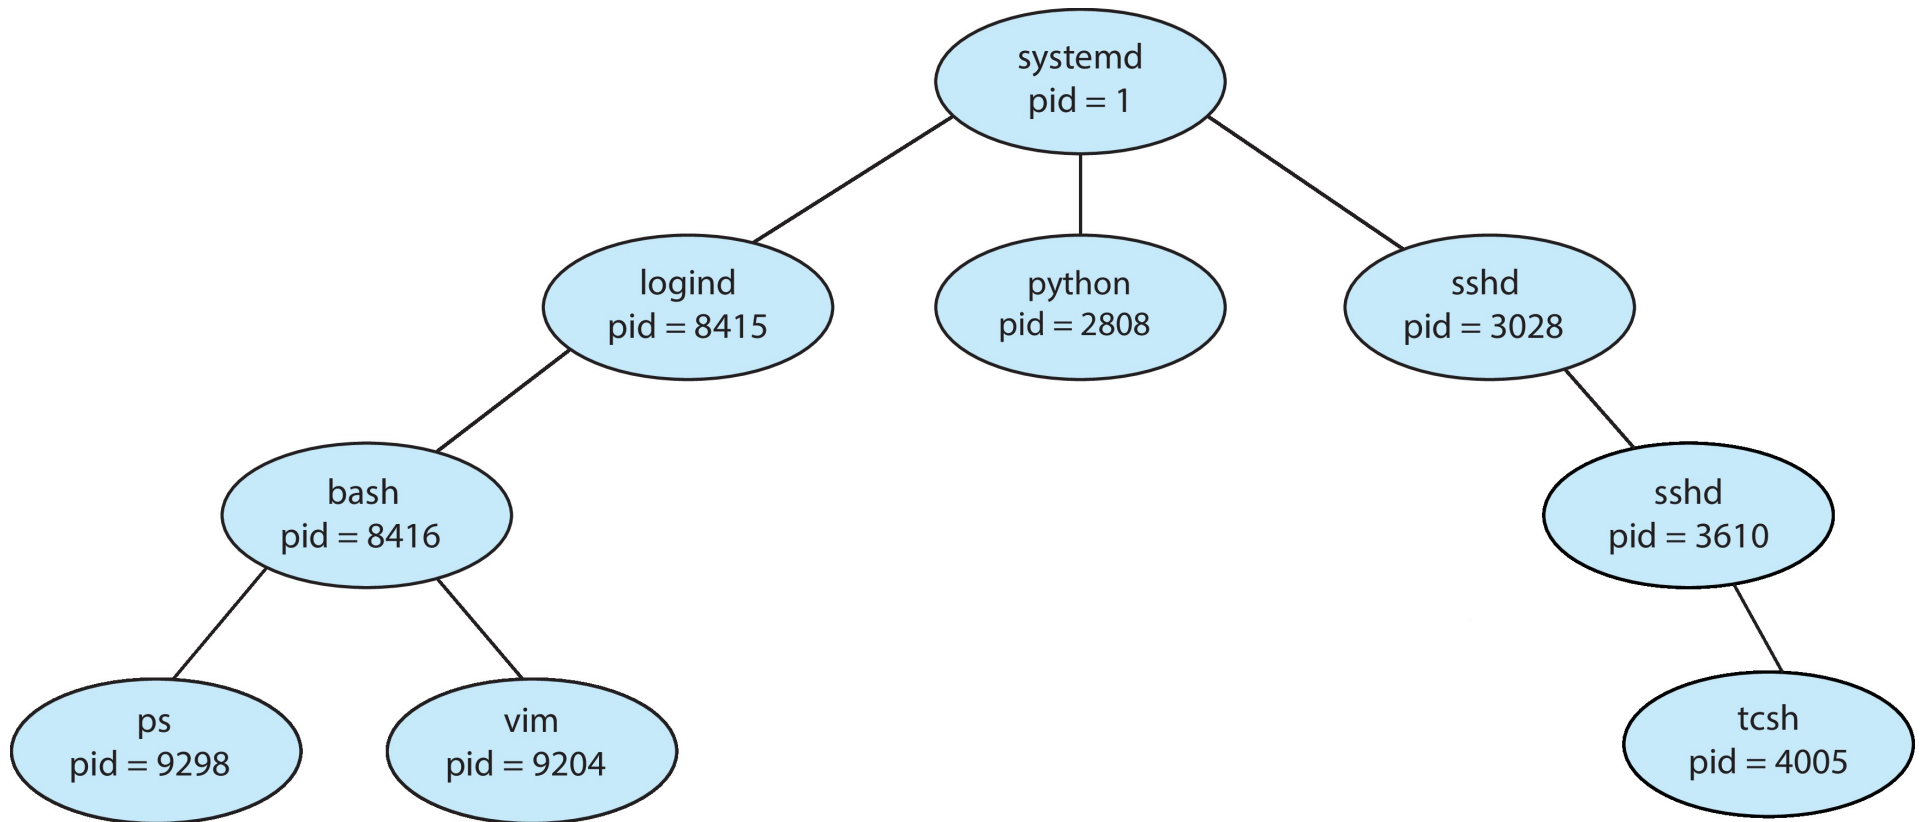 systemd
pid = 1
logind
pid = 8415
python
pid = 2808
sshd
pid = 3028
bash
pid = 8416
sshd
pid = 3610
ps
pid = 9298
vim
pid = 9204
tcsh
pid = 4005